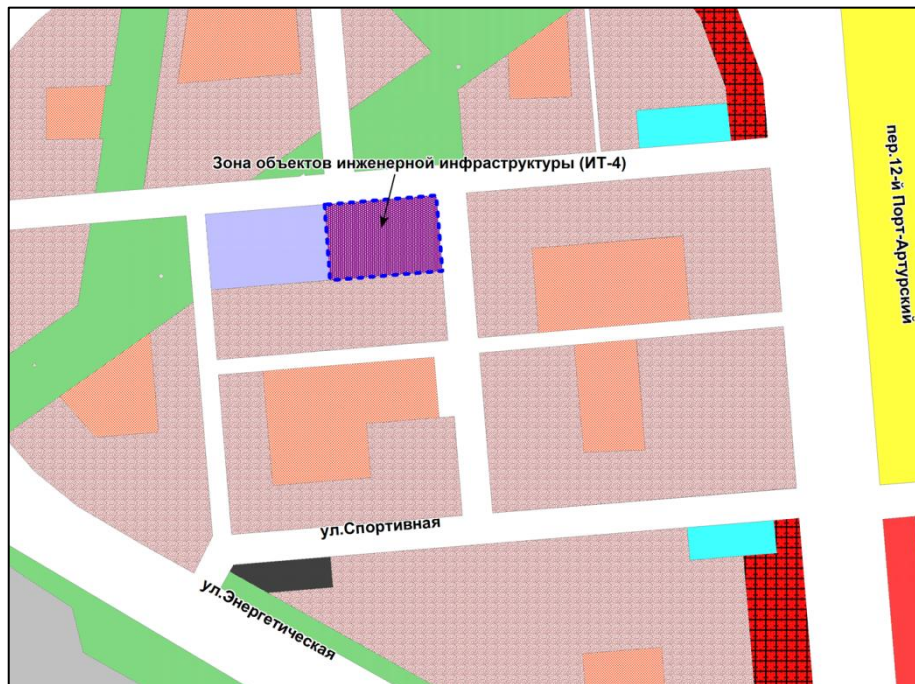 Зона объектов инженерной инфраструктуры (ИТ-4)
пер.12-й Порт-Артурский
ул.Спортивная
ул.Энергетическая